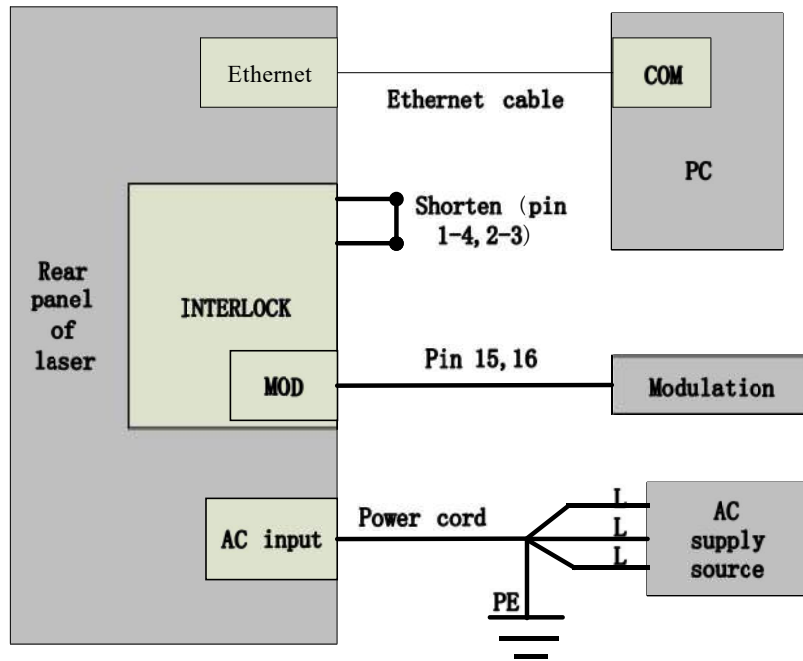 Ethernet
COM
Ethernet cable
PC
Shorten (pin
1-4,2-3)
Rear
panel
of
laser
INTERLOCK
Pin 15,16
MOD
Modulation
Power cord
AC input
L
L
L
AC
supply
source
PE